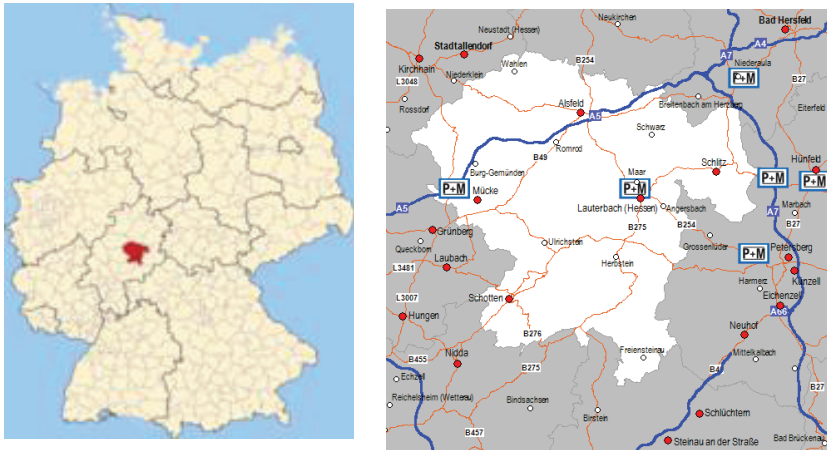 Neustadt (Hessen)
Neukirchen
Bad Hersfeld
Stadtallendorf
A7
A4
Kirchhain
Wahlen
B254
Niederaula
L3048
Niederklein
P+M
B27
Rossdorf
Alsfeld
Breitenbach am Herzberg
A5
Eiterfeld
Schwarz
Romrod
B49
Burg-Gemünden
Maar
Schlitz
Hünfeld
P+M
P+M
P+M
P+M
Mücke
Lauterbach (Hessen)
A5
Angersbach
A7
Marbach
Grünberg
B275
B254
B27
Queckborn
Ulrichstein
Grossenlüder
Petersberg
Laubach
Herbstein
P+M
L3481
Harmerz
Künzell
L3007
Schotten
Eichenzell
Hungen
A66
B276
Neuhof
Nidda
Freiensteinau
Mittelkalbach
B455
B275
B4
Echzell
B27
Reichelsheim (Wetterau)
Bindsachsen
Birstein
Schlüchtern
B457
Steinau an der Straße
Bad Brückenau